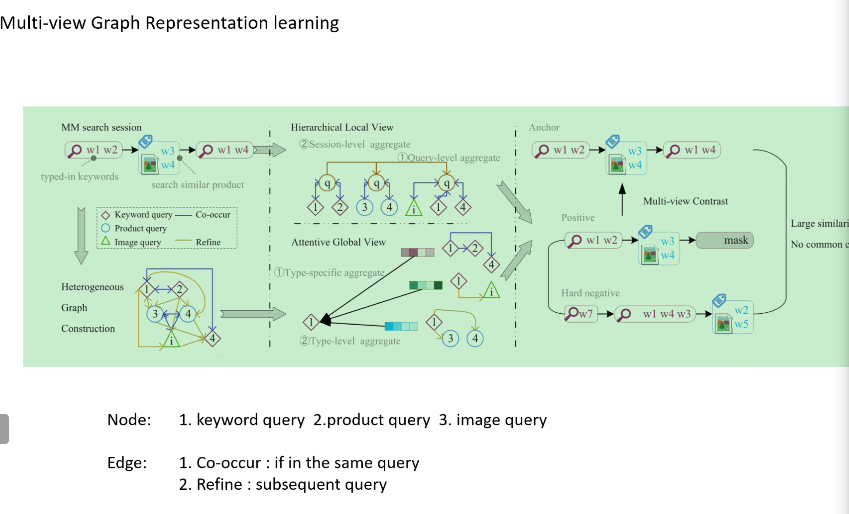 Multi-view Graph Representation learning
MM search session
w1 w2
w3
w4
w1 w4
typed-in keywords
search similar product
Keyword query
Co-occur
Product query
Image query
Refine
Heterogeneous
Graph
Construction
1
2
3
4
i
4
Hierarchical Local View
②Session-level aggregate
①Query-level aggregate
q
q
q
1
2
3
4
i
1
4
Attentive Global View
①Type-specific aggregate
②Type-level aggregate
1
1
2
4
1
i
1
3
4
Anchor
w1 w2
w3
w4
w1 w4
Multi-view Contrast
Positive
w1 w2
w3
w4
mask
Hard negative
w7
w1 w4 w3
w2
w5
Large similari
No common c
Node: 1. keyword query 2.product query 3. image query
Edge: 1. Co-occur : if in the same query
2. Refine : subsequent query